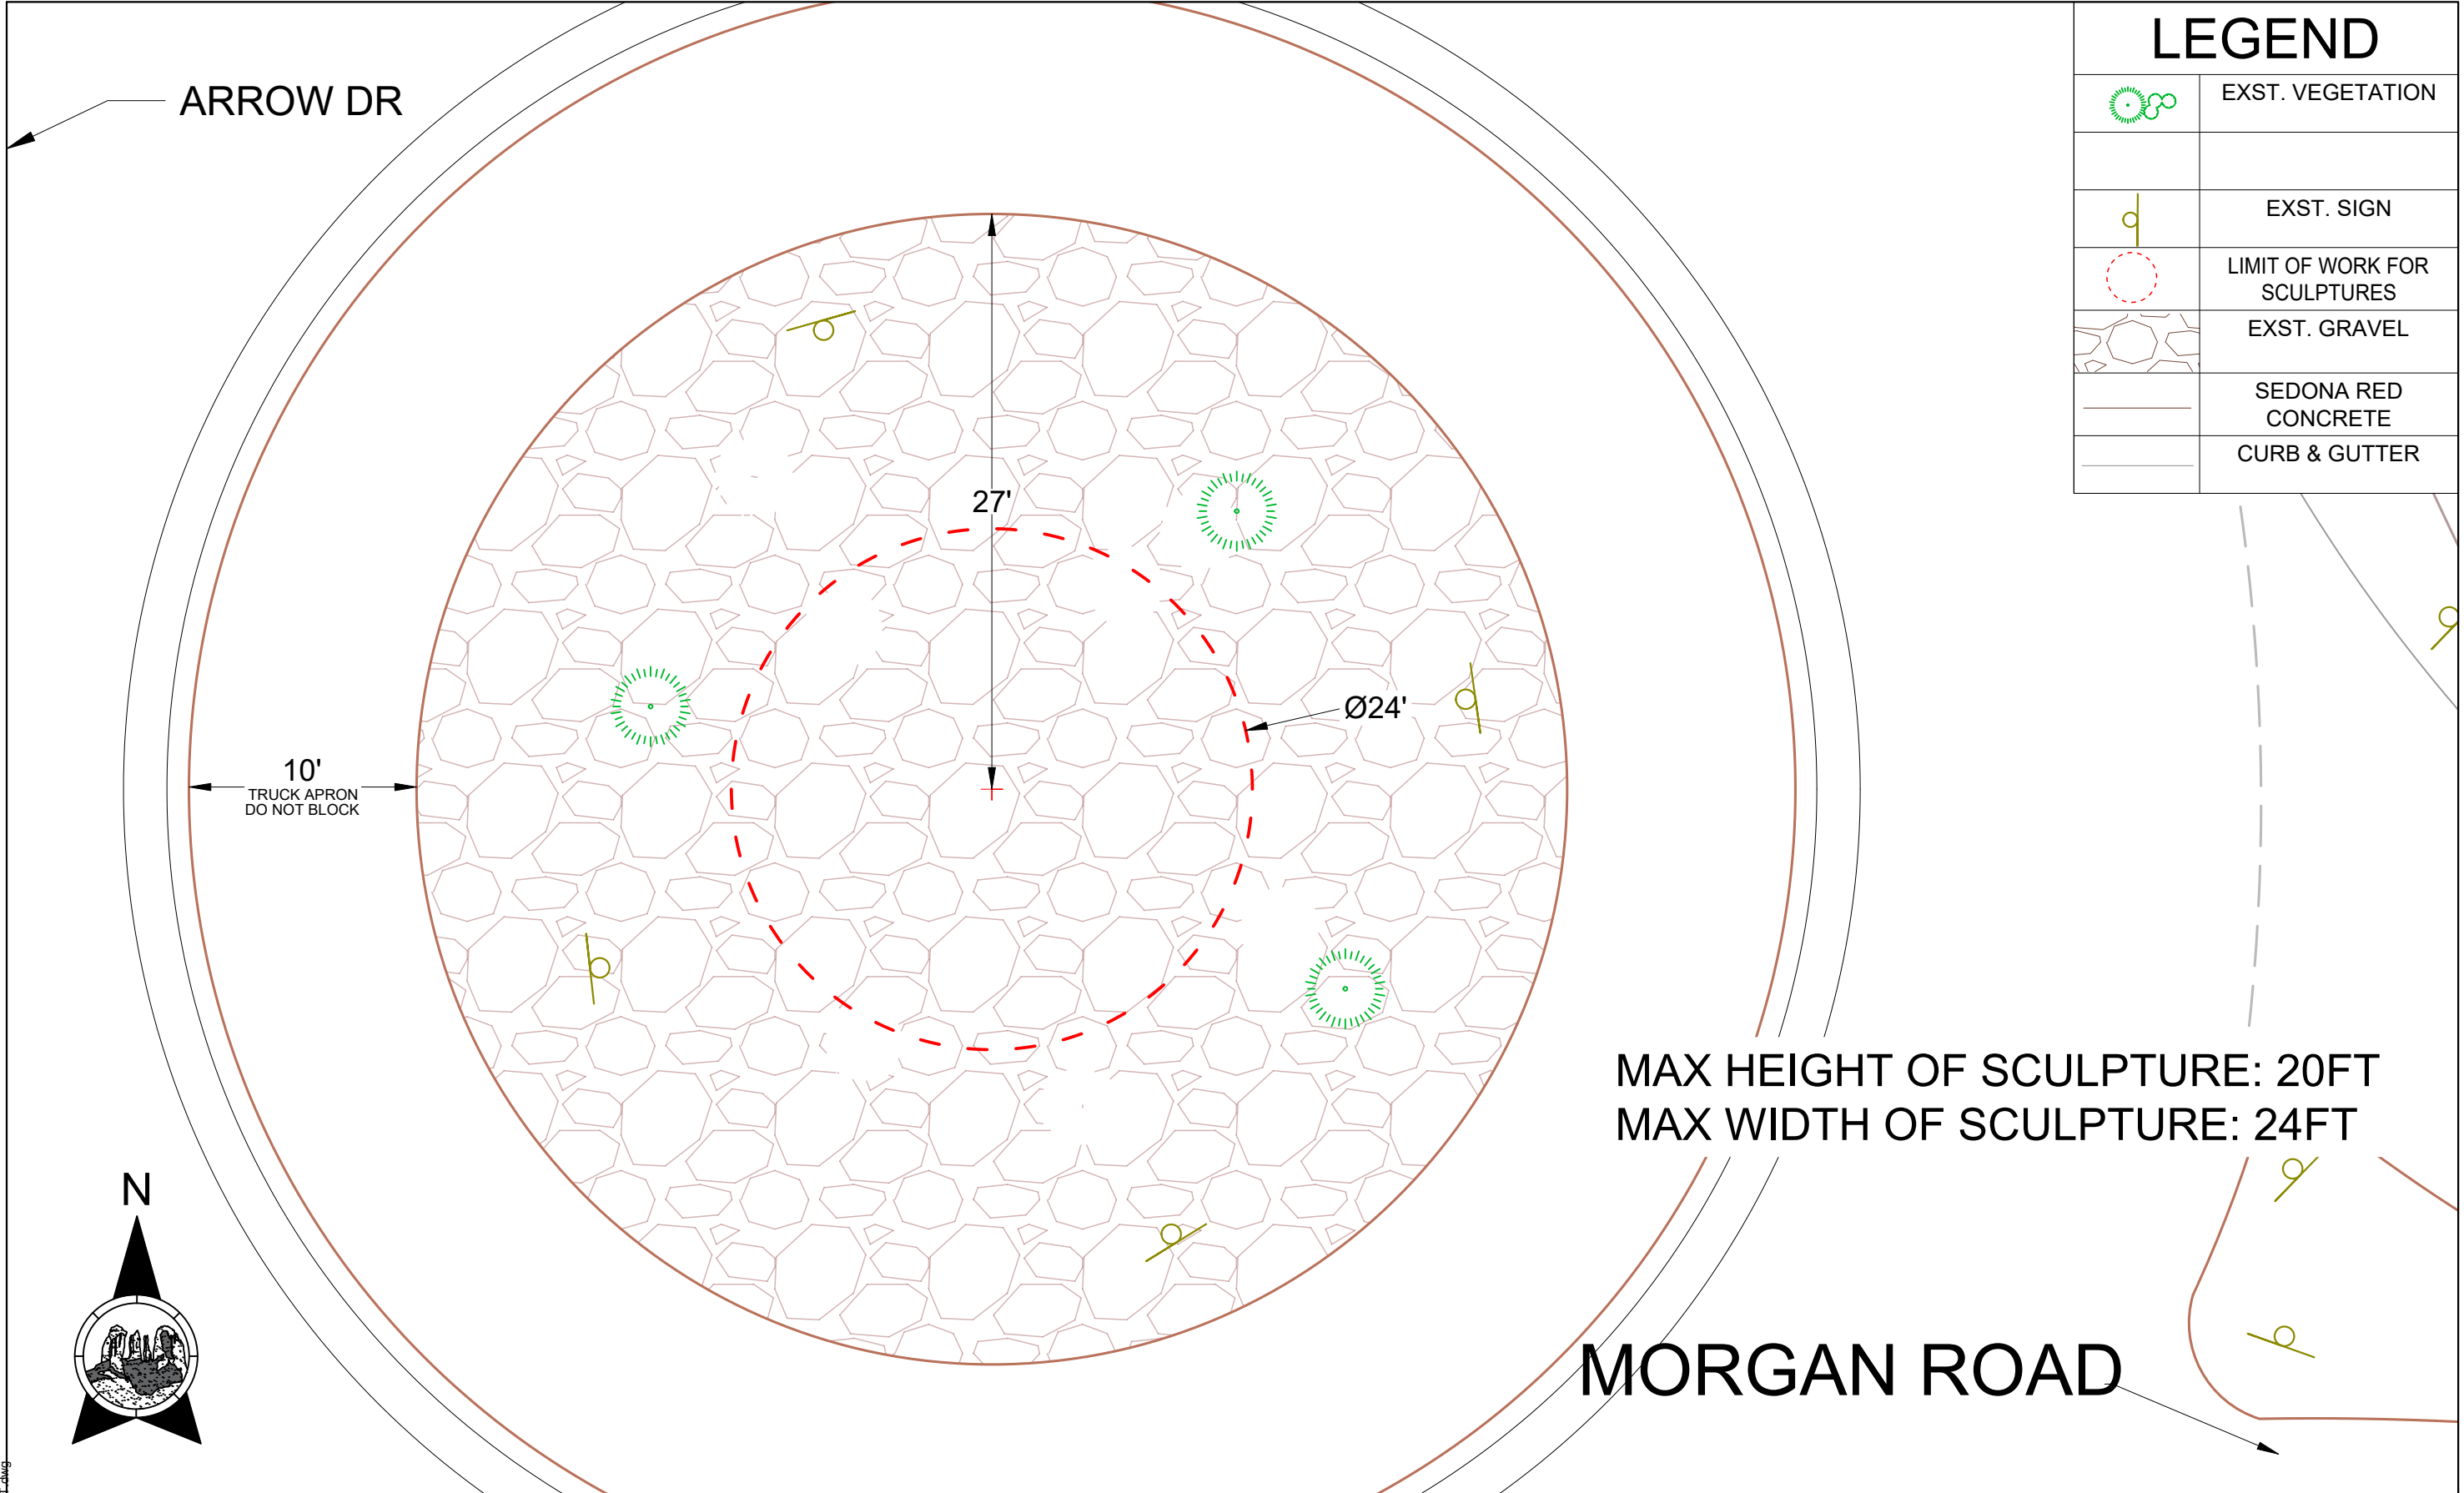 ARROW DR
LEGEND
EXST. VEGETATION
EXST. SIGN
LIMIT OF WORK FOR
SCULPTURES
EXST. GRAVEL
SEDONA RED
CONCRETE
CURB & GUTTER
27'
Ø24'
10'
TRUCK APRON
DO NOT BLOCK
MAX HEIGHT OF SCULPTURE: 20FT
MAX WIDTH OF SCULPTURE: 24FT
N
MORGAN ROAD